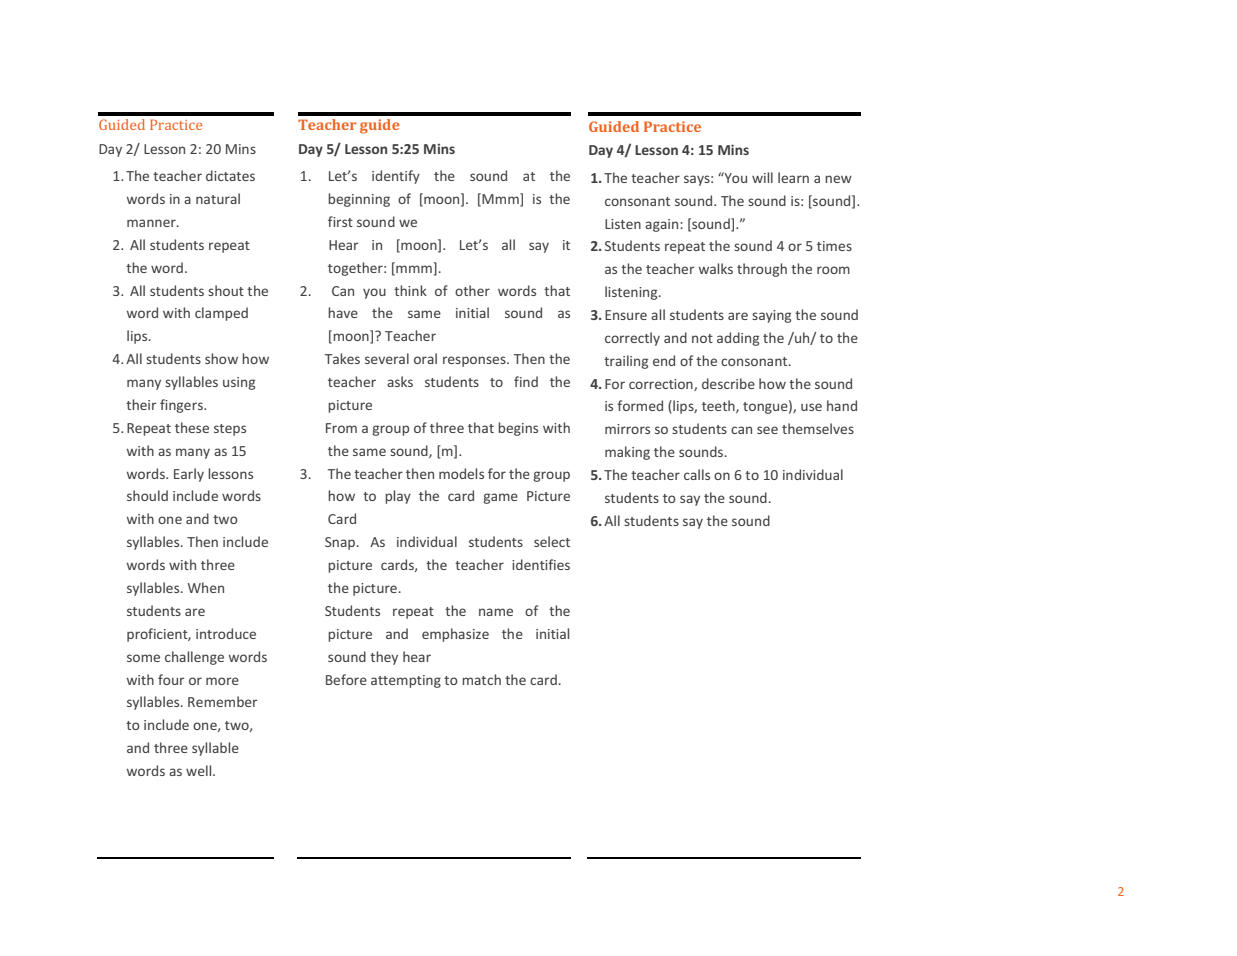 Guided Practice
Day 2/ Lesson 2: 20 Mins
1. The teacher dictates
words in a natural
manner.
2. All students repeat
the word.
3. All students shout the
word with clamped
lips.
4. All students show how
many syllables using
their fingers.
5. Repeat these steps
with as many as 15
words. Early lessons
should include words
with one and two
syllables. Then include
words with three
syllables. When
students are
proficient, introduce
some challenge words
with four or more
syllables. Remember
to include one, two,
and three syllable
words as well.
Teacher guide
Day 5/ Lesson 5:25 Mins
1. Let’s identify the sound at the
beginning of [moon]. [Mmm] is the
first sound we
Hear in [moon]. Let’s all say it
together: [mmm].
2. Can you think of other words that
have the same initial sound as
[moon]? Teacher
Takes several oral responses. Then the
teacher asks students to find the
picture
From a group of three that begins with
the same sound, [m].
3. The teacher then models for the group
how to play the card game Picture
Card
Snap. As individual students select
picture cards, the teacher identifies
the picture.
Students repeat the name of the
picture and emphasize the initial
sound they hear
Before attempting to match the card.
Guided Practice
Day 4/ Lesson 4: 15 Mins
1. The teacher says: “You will learn a new
consonant sound. The sound is: [sound].
Listen again: [sound].”
2. Students repeat the sound 4 or 5 times
as the teacher walks through the room
listening.
3. Ensure all students are saying the sound
correctly and not adding the /uh/ to the
trailing end of the consonant.
4. For correction, describe how the sound
is formed (lips, teeth, tongue), use hand
mirrors so students can see themselves
making the sounds.
5. The teacher calls on 6 to 10 individual
students to say the sound.
6. All students say the sound
2